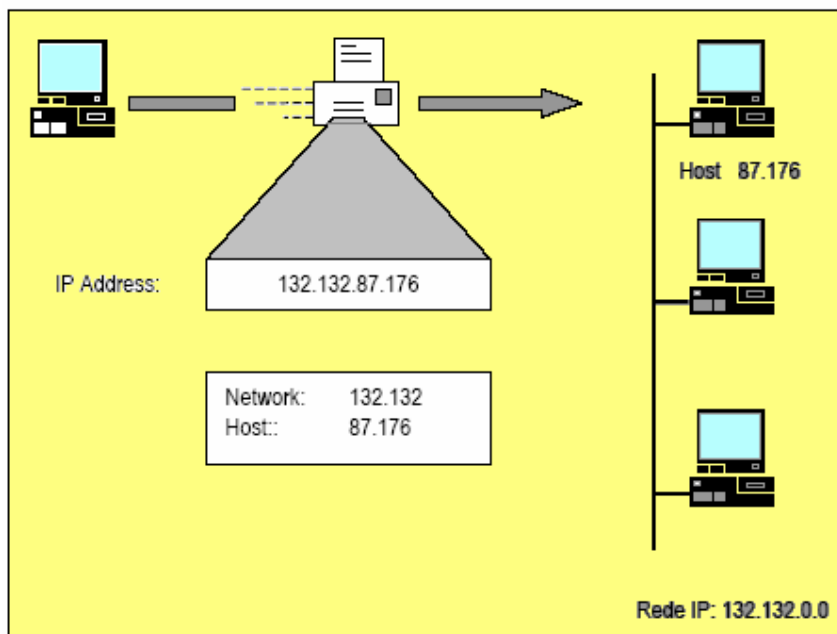 Host 87.176
IP Address: 132.132.87.176
Network: 132.132
Host:: 87.176
Rede IP: 132.132.0.0